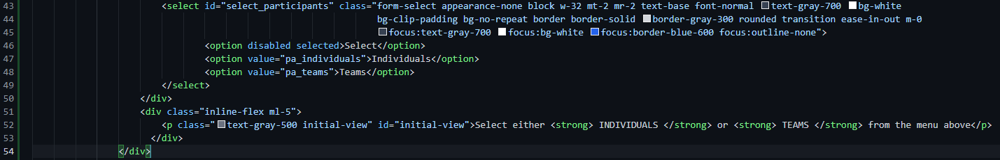 43 <select id="select_participants" class="form-select appearance-none block w-32 mt-2 mr-2 text-base font-normal text-gray-700 bg-white
44 bg-clip-padding bg-no-repeat border border-solid border-gray-300 rounded transition ease-in-out m-0
45 focus:text-gray-700 focus:bg-white focus:border-blue-600 focus:outline-none">
46 <option disabled selected>Select</option>
47 <option value="pa_individuals">Individuals</option>
48 <option value="pa_teams">Teams</option>
49 </select>
50 </div>
51 <div class="inline-flex ml-5">
52 <p class="text-gray-500 initial-view" id="initial-view">Select either <strong> INDIVIDUALS </strong> or <strong> TEAMS </strong> from the menu above</p>
53 </div>
54 </div>